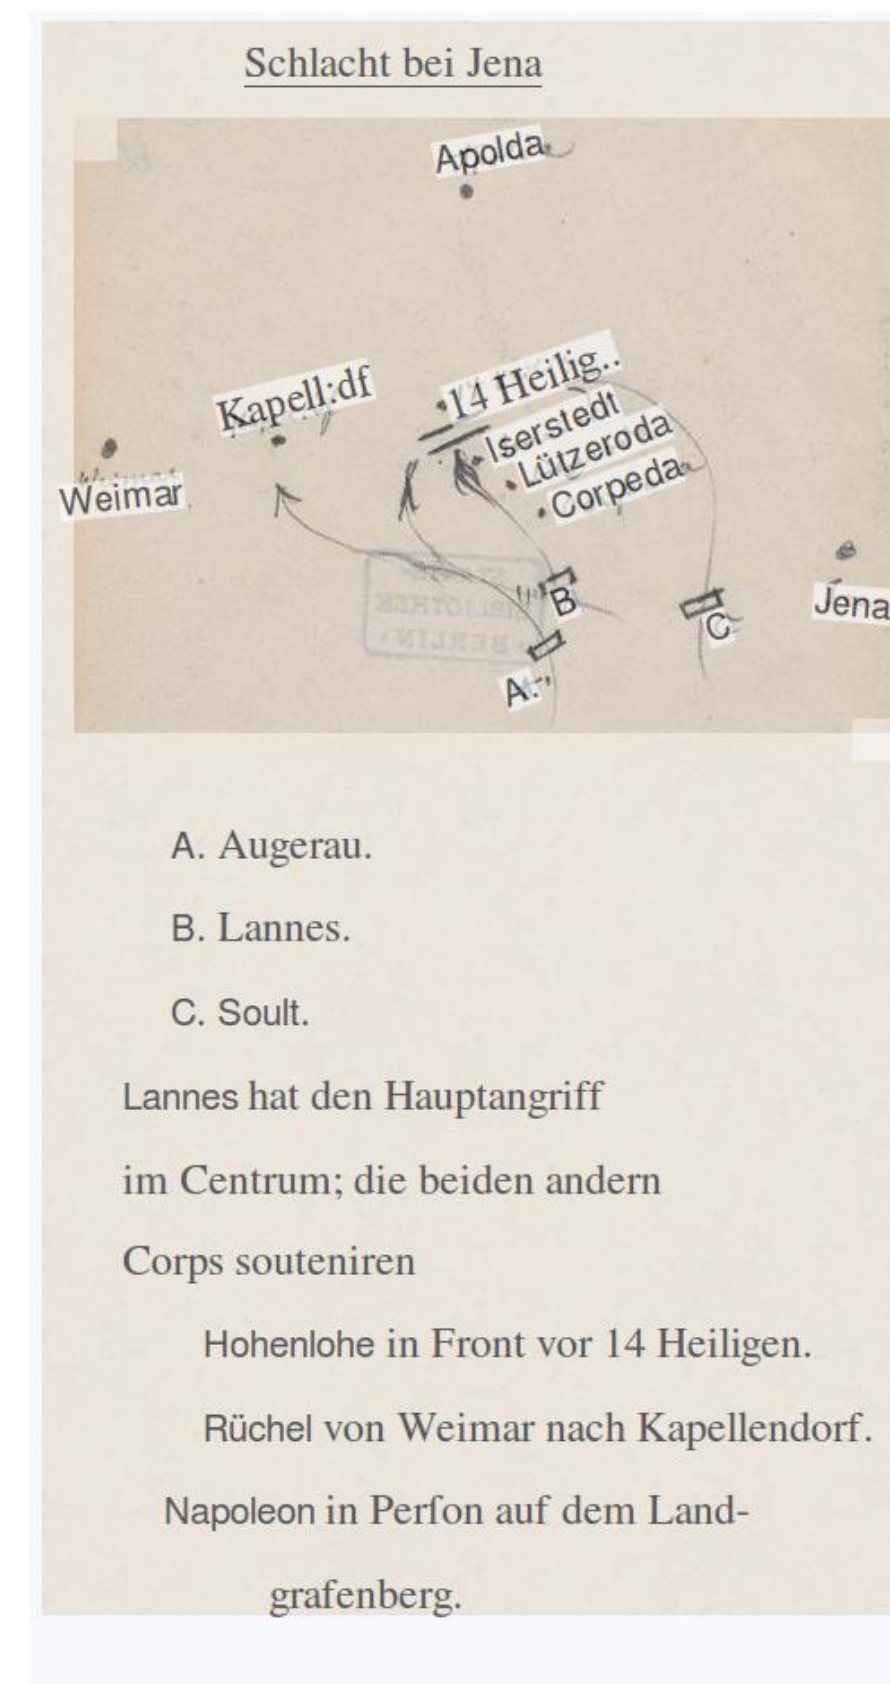 Schlacht bei Jena
Apolda
14 Heilig..
Kapell:df
Iserstedt
Lützeroda
Corpeda
Weimar
Jena
B
C
A.
BIBLIOTHEK
BERLIN
A. Augerau.
B. Lannes.
C. Soult.
Lannes hat den Hauptangriff
im Centrum; die beiden andern
Corps souteniren
Hohenlohe in Front vor 14 Heiligen.
Rüchel von Weimar nach Kapellendorf.
Napoleon in Perſon auf dem Land-
grafenberg.